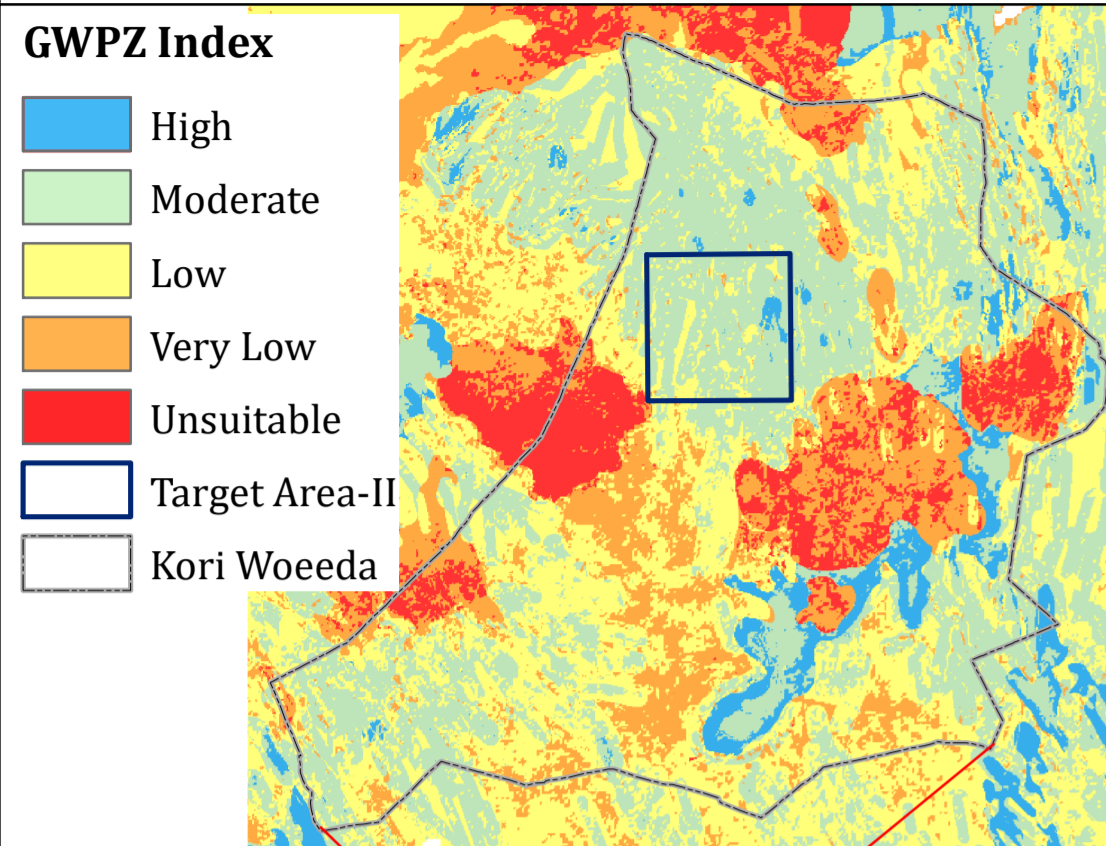 GWPZ Index
High
Moderate
Low
Very Low
Unsuitable
Target Area-II
Kori Woeeda